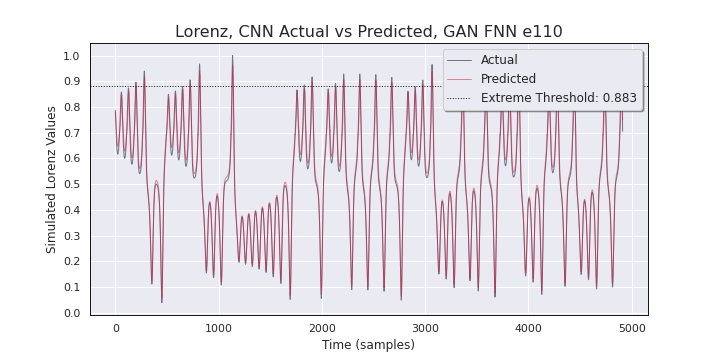 Lorenz, CNN Actual vs Predicted, GAN FNN e110
Actual
Predicted
Extreme Threshold: 0.883
Simulated Lorenz Values
1.0
0.9
0.8
0.7
0.6
0.5
0.4
0.3
0.2
0.1
0.0
0 1000 2000 3000 4000 5000
Time (samples)